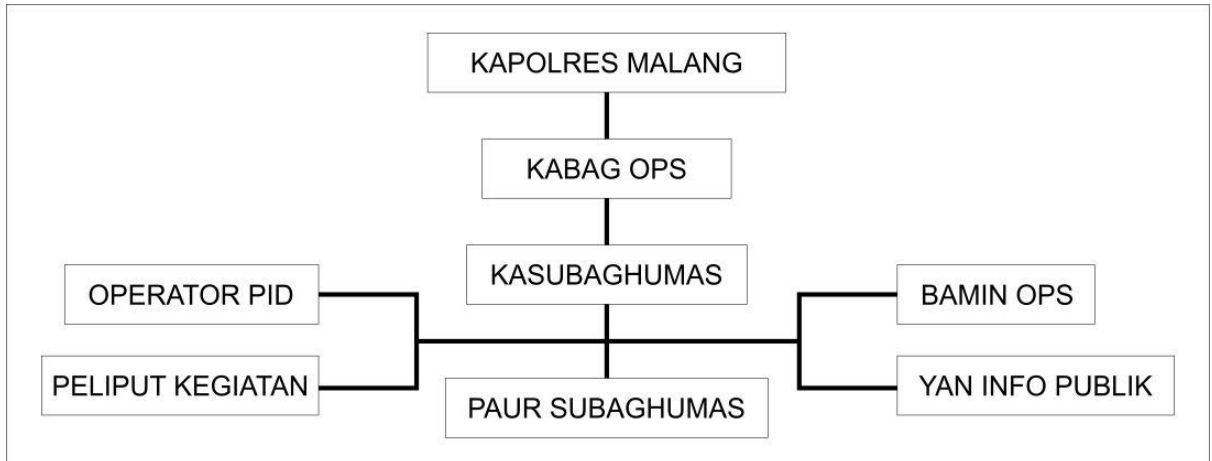 KAPOLRES MALANG
KABAG OPS
KASUBAGHUMAS
OPERATOR PID
BAMIN OPS
PELIPUT KEGIATAN
PAUR SUBAGHUMAS
YAN INFO PUBLIK